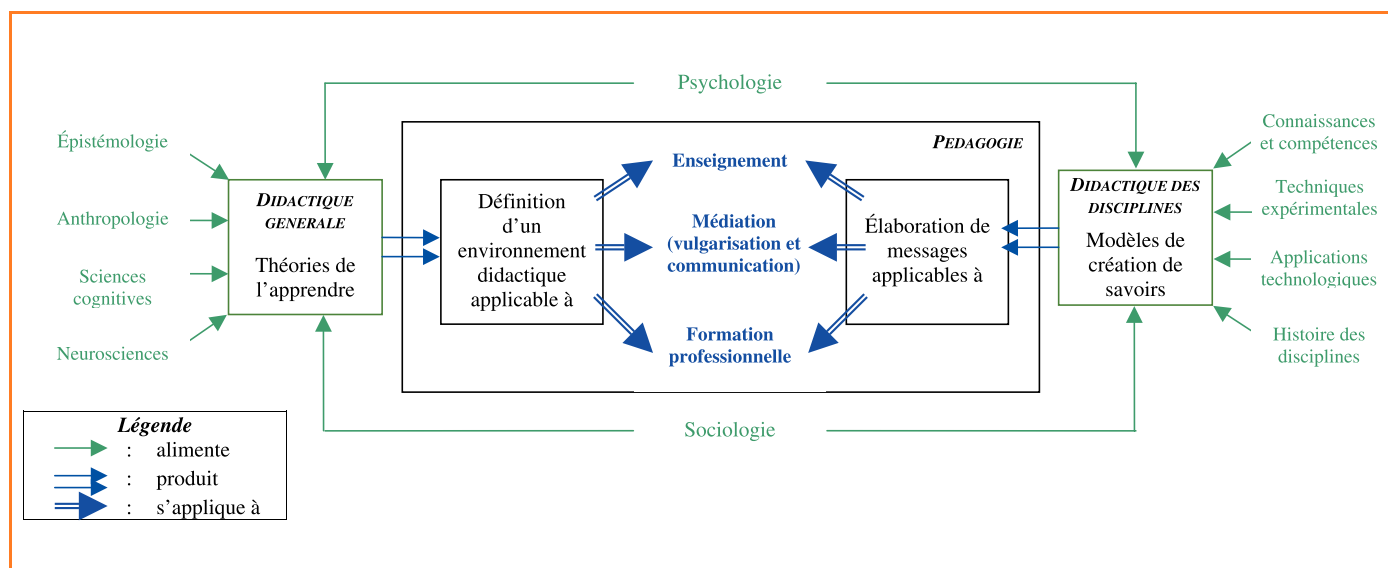 Psychologie
Épistémologie
Anthropologie
Sciences
cognitives
Neurosciences
DIDACTIQUE
GENERALE
Théories de
l’apprendre
PEDAGOGIE
Définition
d’un
environnement
didactique
applicable à
Enseignement
Médiation
(vulgarisation et
communication)
Formation
professionnelle
Élaboration de
messages
applicables à
DIDACTIQUE DES
DISCIPLINES
Modèles de
création de
savoirs
Connaissances
et compétences
Techniques
expérimentales
Applications
technologiques
Histoire des
disciplines
Sociologie
Légende
: alimente
: produit
: s’applique à